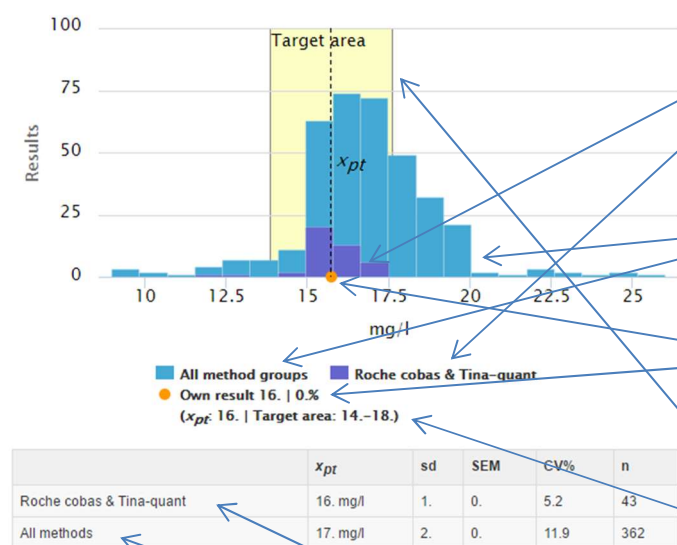 100
Target area
75
Results
xpt
50
25
0
10 12.5 15 17.5 20 22.5 25
mg/l
All method groups Roche cobas & Tina-quant
Own result 16. | 0.%
(xpt: 16. | Target area: 14.-18.)
xpt sd SEM CV% n
Roche cobas & Tina-quant 16. mg/l 1. 0. 5.2 43
All methods 17. mg/l 2. 0. 11.9 362